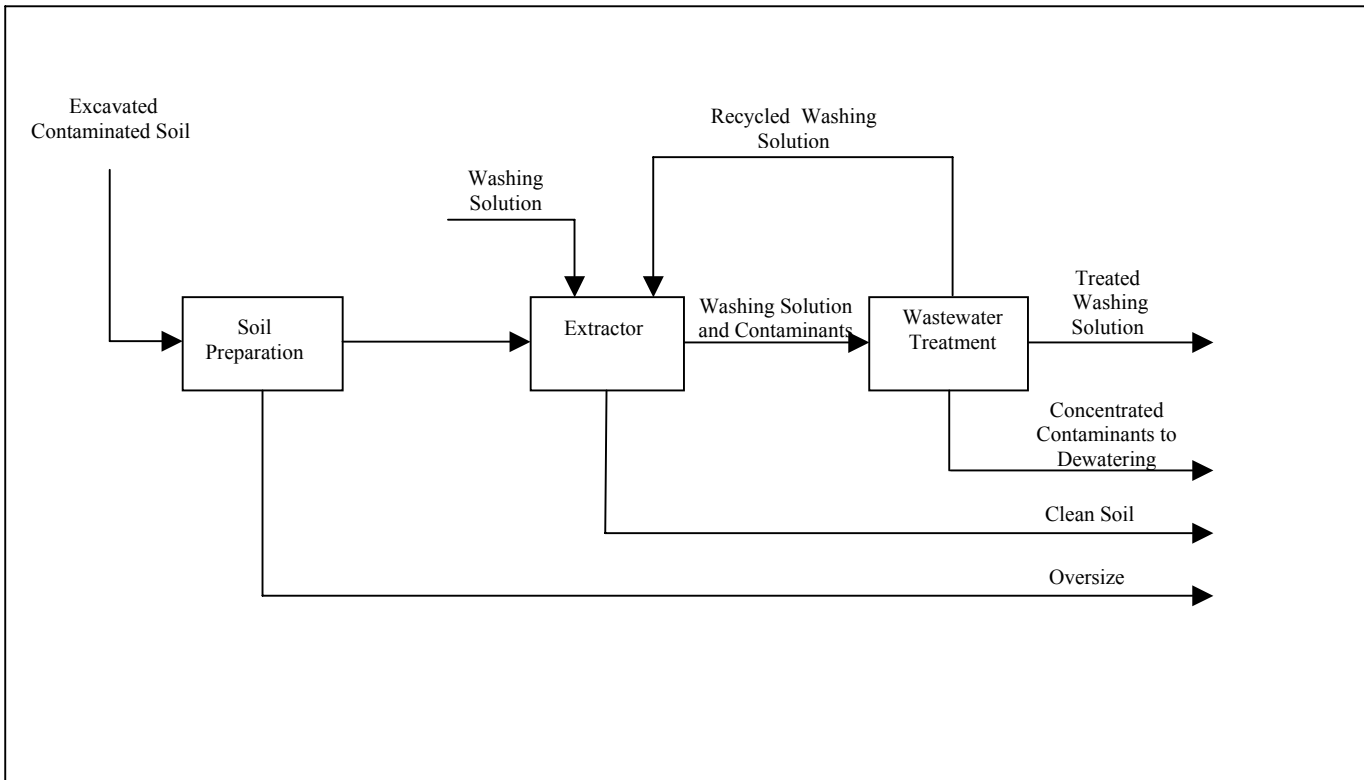 Excavated
Contaminated Soil
Recycled Washing
Solution
Washing
Solution
Soil
Preparation
Extractor
Washing Solution
and Contaminants
Wastewater
Treatment
Treated
Washing
Solution
Concentrated
Contaminants to
Dewatering
Clean Soil
Oversize